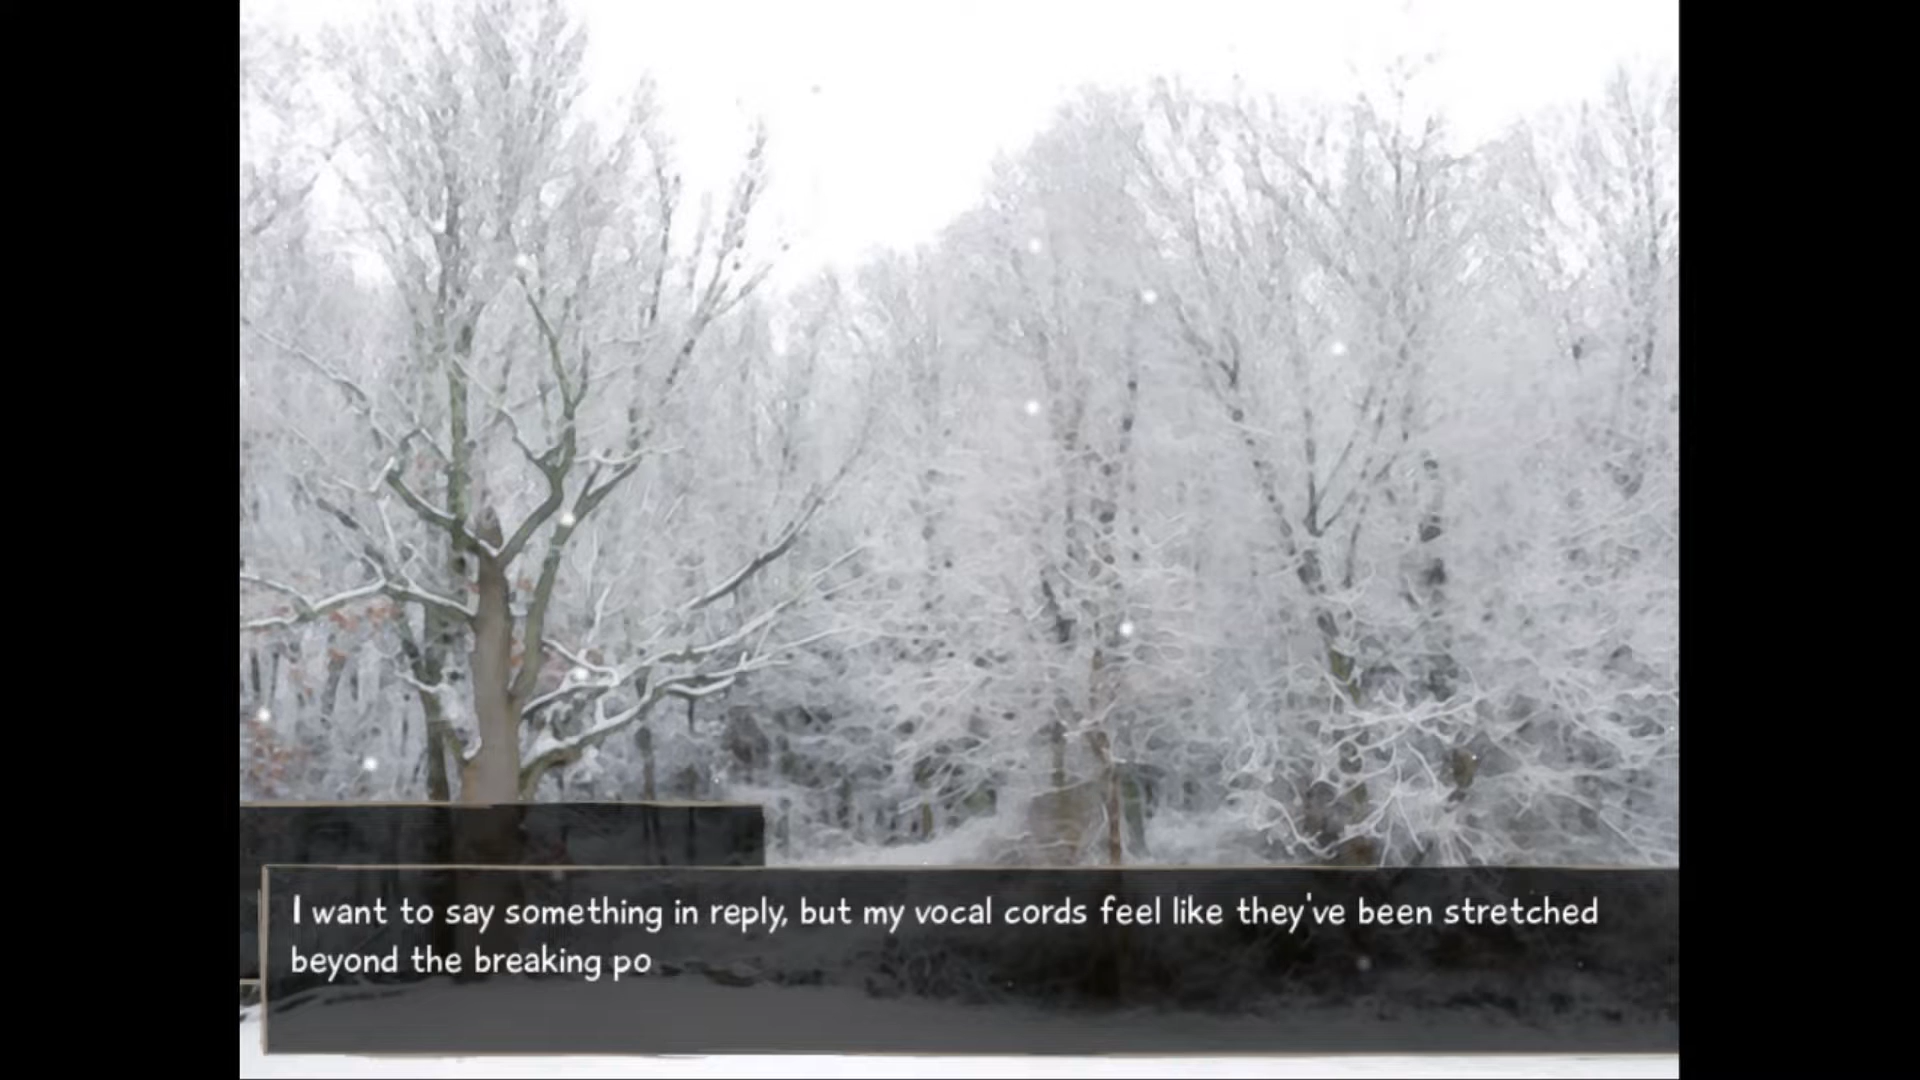 I want to say something in reply, but my vocal cords feel like they've been stretched
beyond the breaking po